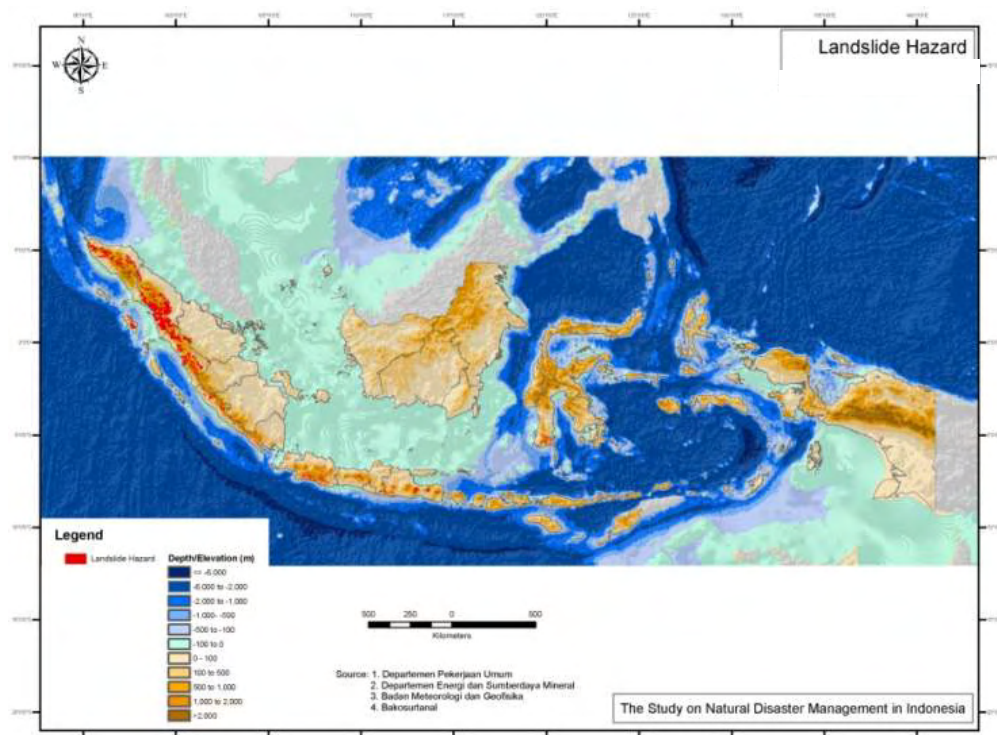 Landslide Hazard
N
W E
S
Legend
Landslide Hazard
Depth/Elevation (m)
<= -6,000
-6,000 to -2,000
-2,000 to -1,000
-1,000- -500
-500 to -100
-100 to 0
0 - 100
100 to 500
500 to 1,000
1,000 to 2,000
>2,000
500 250 0 500
Kilometers
Source: 1. Departemen Pekerjaan Umum
2. Departemen Energi dan Sumberdaya Mineral
3. Badan Meteorologi dan Geofisika
4. Bakosurtanal
The Study on Natural Disaster Management in Indonesia